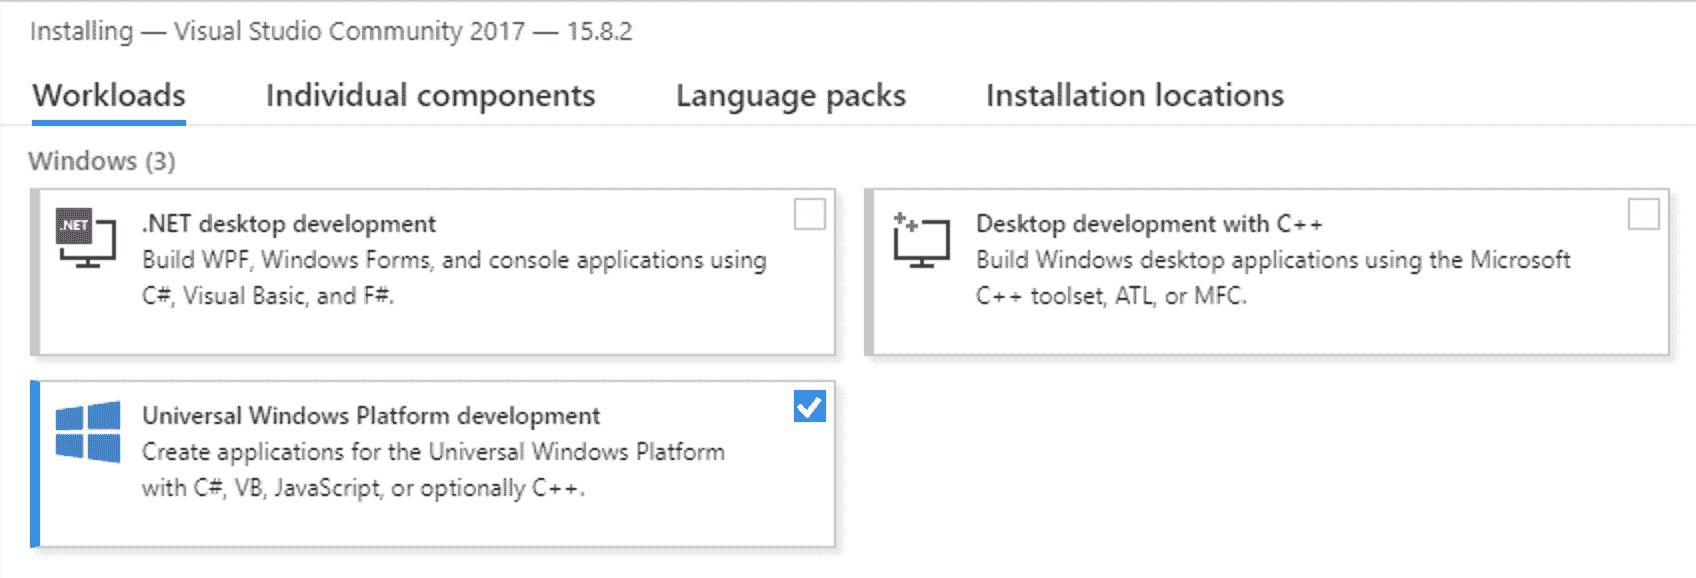 Installing — Visual Studio Community 2017 — 15.8.2
Workloads Individual components Language packs Installation locations
Windows (3)
.NET
.NET desktop development
Build WPF, Windows Forms, and console applications using
C#, Visual Basic, and F#.
Desktop development with C++
Build Windows desktop applications using the Microsoft
C++ toolset, ATL, or MFC.
Universal Windows Platform development
Create applications for the Universal Windows Platform
with C#, VB, JavaScript, or optionally C++.